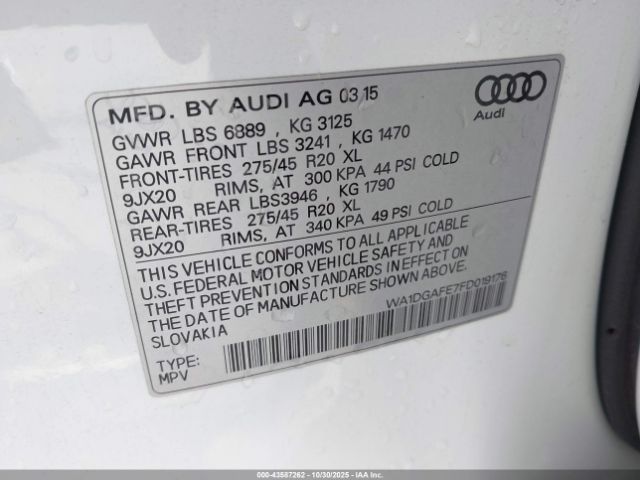 MFD. BY AUDI AG 03 15
Audi
GVWR LBS 6889 , KG 3125
GAWR FRONT LBS 3241 , KG 1470
FRONT-TIRES 275/45 R20 XL
9JX20 RIMS, AT 300 KPA 44 PSI COLD
GAWR REAR LBS3946 , KG 1790
REAR-TIRES 275/45 R20 XL
9JX20 RIMS, AT 340 KPA 49 PSI COLD
THIS VEHICLE CONFORMS TO ALL APPLICABLE
U.S. FEDERAL MOTOR VEHICLE SAFETY AND
THEFT PREVENTION STANDARDS IN EFFECT ON
THE DATE OF MANUFACTURE SHOWN ABOVE.
SLOVAKIA
WA1DGAFE7FD019176
TYPE:
MPV
000-43587262 - 10/30/2025 - IAAI.COM